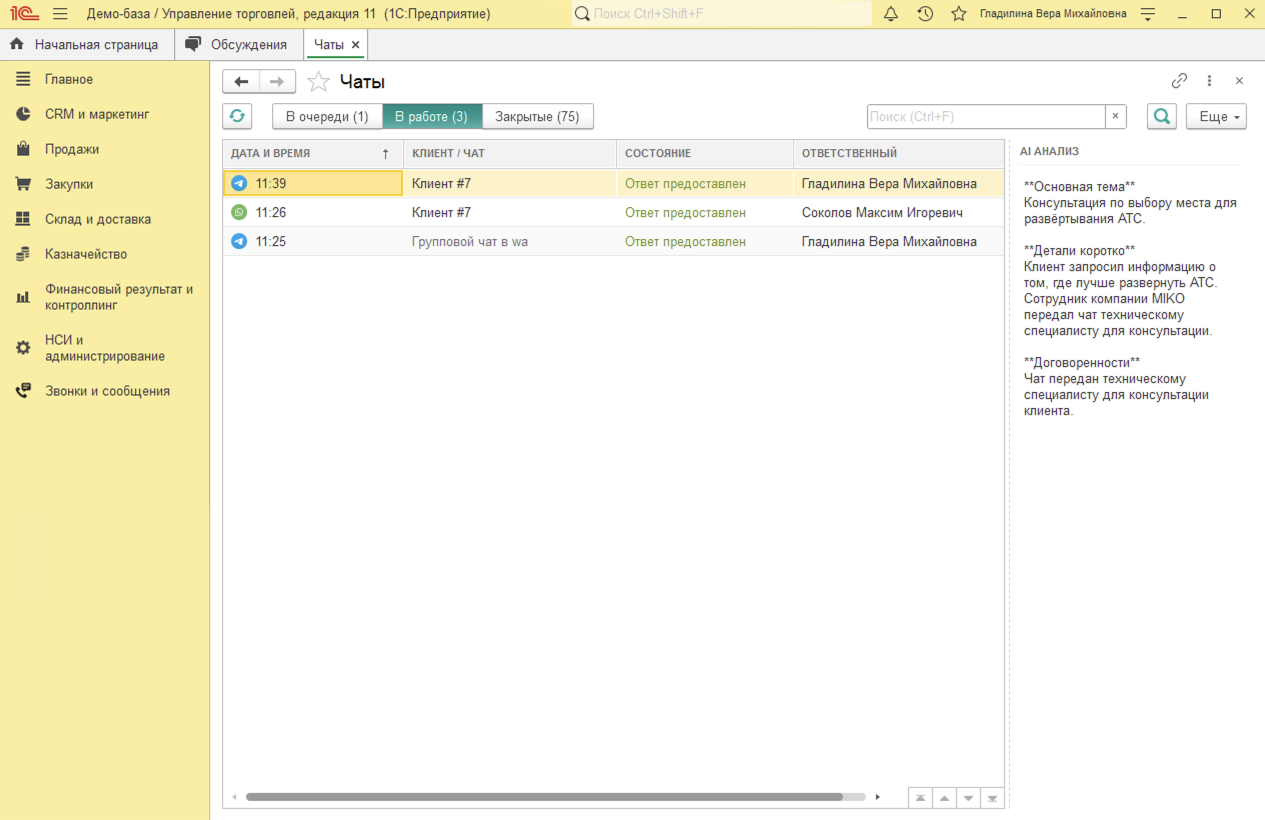 1С Демо-база / Управление торговлей, редакция 11 (1С:Предприятие) Поиск Ctrl+Shift+F Гладилина Вера Михайловна
Начальная страница Обсуждения Чаты
Главное
CRM и маркетинг
Продажи
Закупки
Склад и доставка
Казначейство
Финансовый результат и
контроллинг
НСИ и
администрирование
Звонки и сообщения
Чаты
В очереди (1) В работе (3) Закрытые (75) Поиск (Ctrl+F) × Еще
ДАТА И ВРЕМЯ ↑ КЛИЕНТ / ЧАТ СОСТОЯНИЕ ОТВЕТСТВЕННЫЙ
11:39 Клиент #7 Ответ предоставлен Гладилина Вера Михайловна
11:26 Клиент #7 Ответ предоставлен Соколов Максим Игоревич
11:25 Групповой чат в wa Ответ предоставлен Гладилина Вера Михайловна
AI АНАЛИЗ
**Основная тема**
Консультация по выбору места для
развёртывания АТС.
**Детали коротко**
Клиент запросил информацию о
том, где лучше развернуть АТС.
Сотрудник компании MIKO
передал чат техническому
специалисту для консультации.
**Договоренности**
Чат передан техническому
специалисту для консультации
клиента.